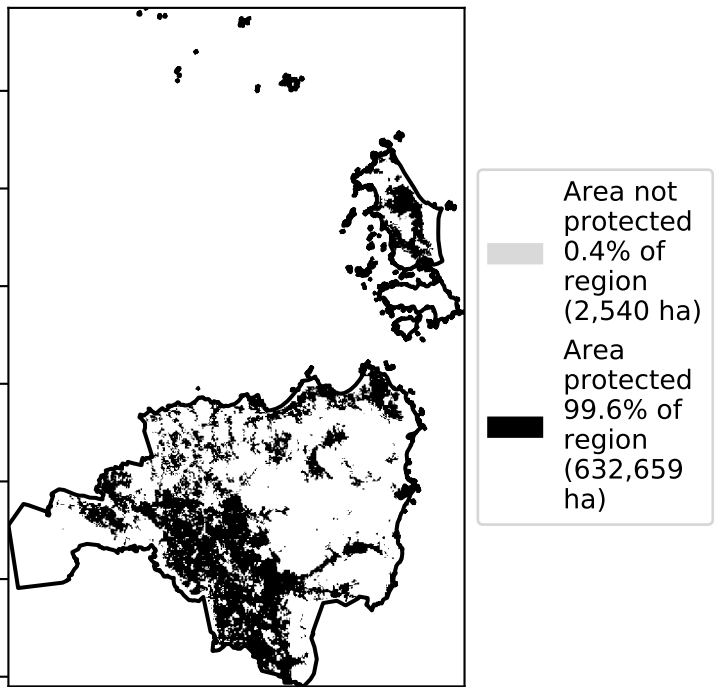 Area not
protected
0.4% of
region
(2,540 ha)
Area
protected
99.6% of
region
(632,659
ha)